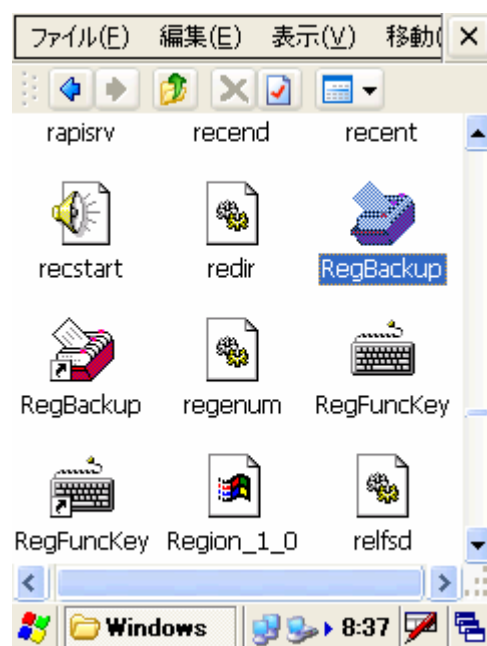 ファイル(F) 編集(E) 表示(V) 移動(
rapisrv recend recent
recstart redir RegBackup
RegBackup regenum RegFuncKey
RegFuncKey Region_1_0 relfsd
Windows 8:37